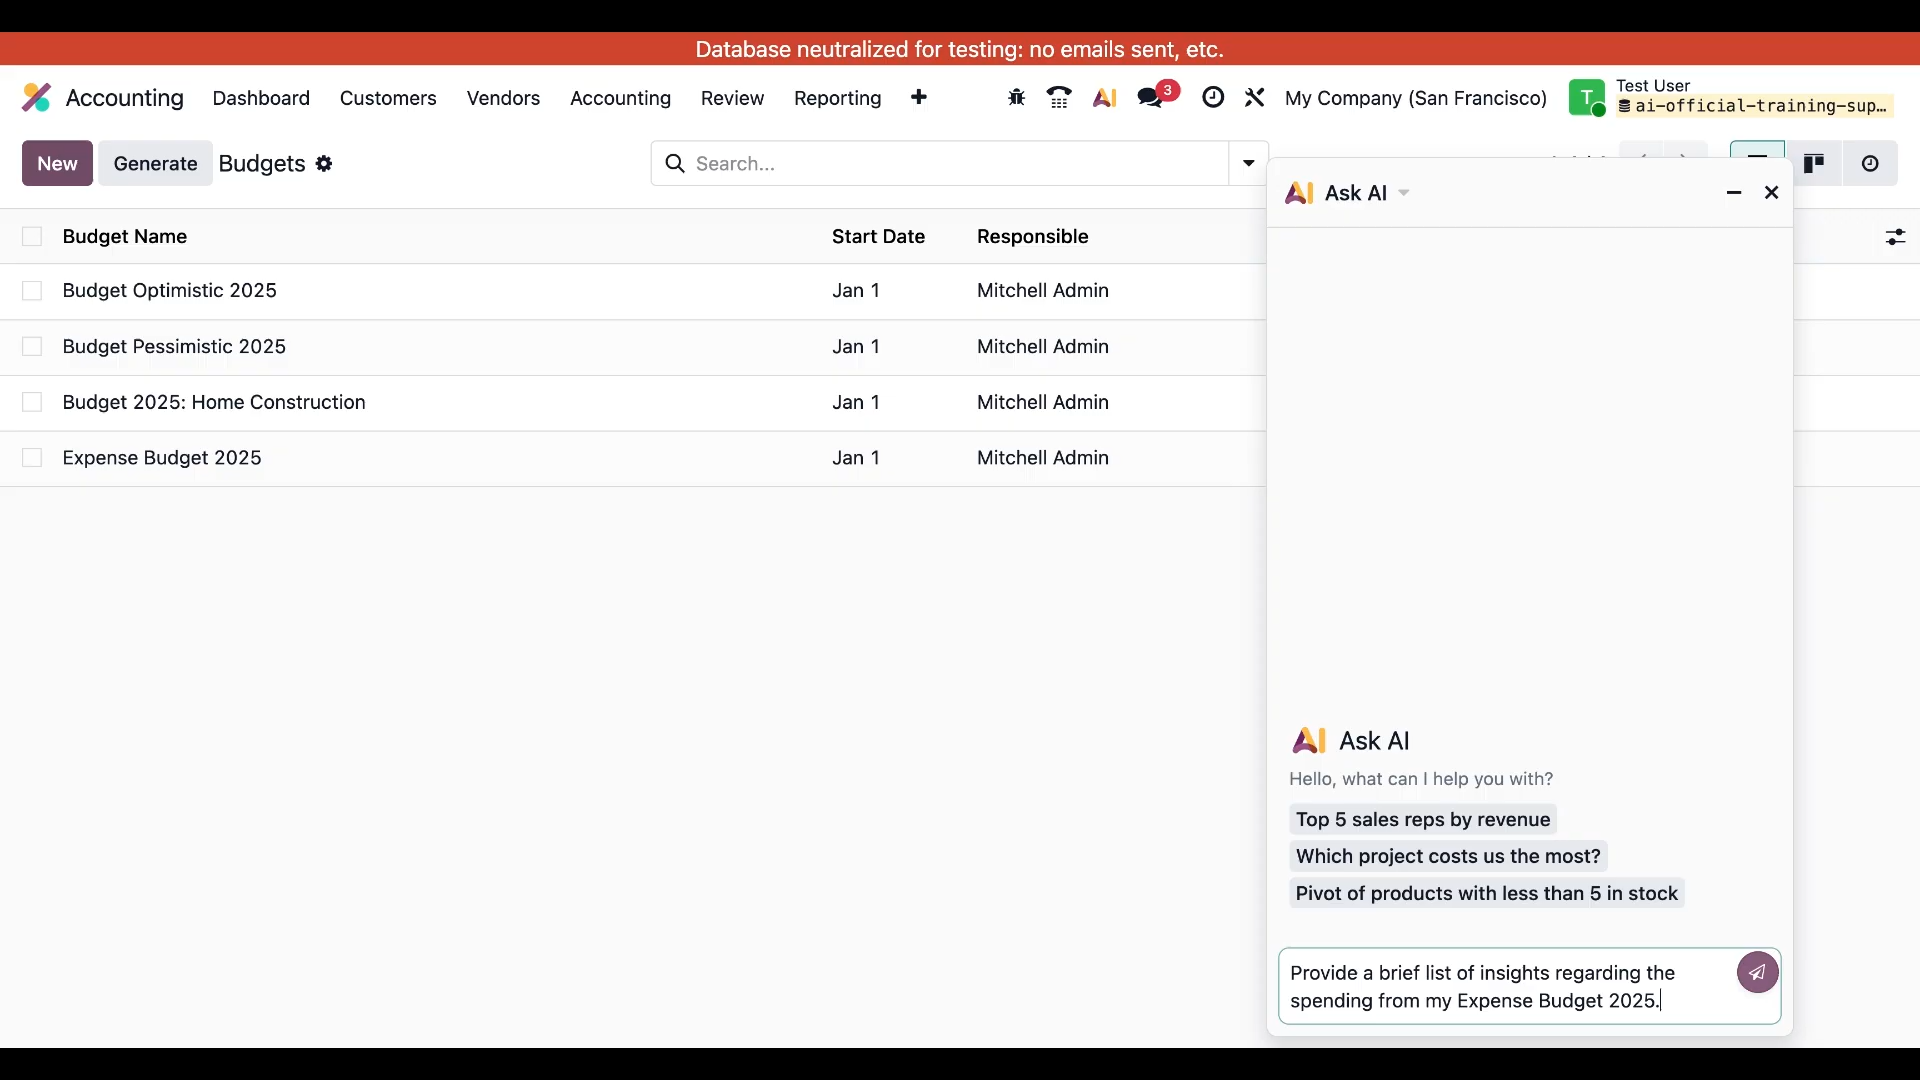 Database neutralized for testing: no emails sent, etc.
Accounting Dashboard Customers Vendors Accounting Review Reporting 3 My Company (San Francisco) T Test User
ai-official-training-sup...
New Generate Budgets Search...
AI Ask AI
Budget Name Start Date Responsible
Budget Optimistic 2025 Jan 1 Mitchell Admin
Budget Pessimistic 2025 Jan 1 Mitchell Admin
Budget 2025: Home Construction Jan 1 Mitchell Admin
Expense Budget 2025 Jan 1 Mitchell Admin
AI Ask AI
Hello, what can I help you with?
Top 5 sales reps by revenue
Which project costs us the most?
Pivot of products with less than 5 in stock
Provide a brief list of insights regarding the
spending from my Expense Budget 2025.